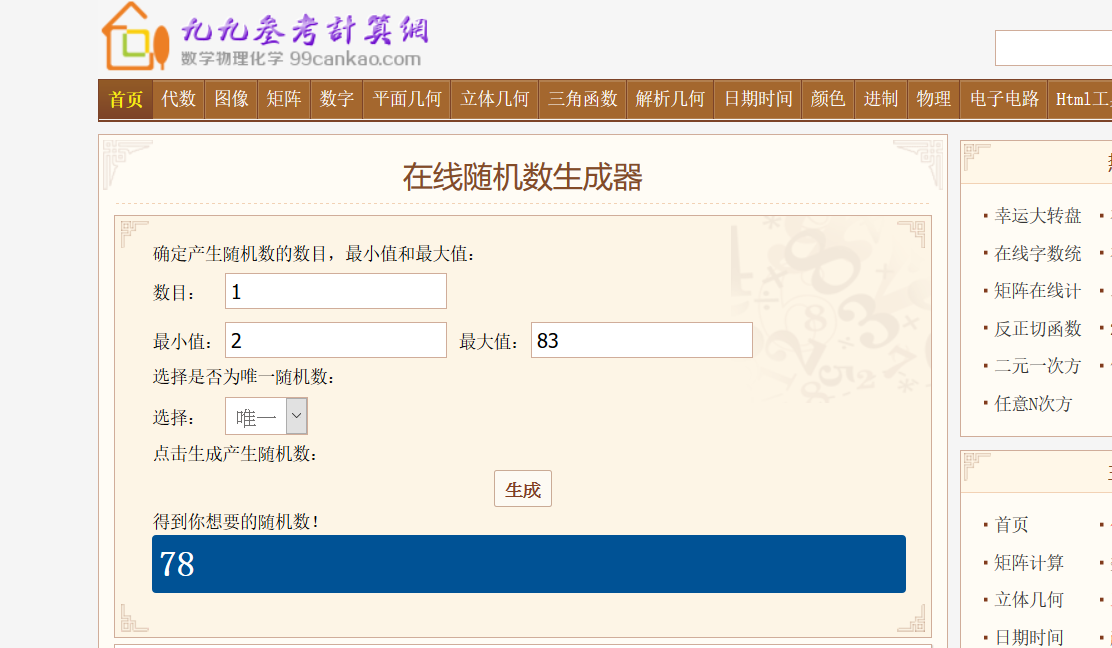 九九参考計算網
数学物理化学 99cankao.com
首页 代数 图像 矩阵 数字 平面几何 立体几何 三角函数 解析几何 日期时间 颜色 进制 物理 电子电路 Html工
在线随机数生成器
确定产生随机数的数目，最小值和最大值：
数目： 1
最小值： 2 最大值： 83
选择是否为唯一随机数：
选择： 唯一
点击生成产生随机数：
生成
得到你想要的随机数！
78
· 幸运大转盘
· 在线字数统
· 矩阵在线计
· 反正切函数
· 二元一次方
· 任意N次方
· 首页
· 矩阵计算
· 立体几何
· 日期时间